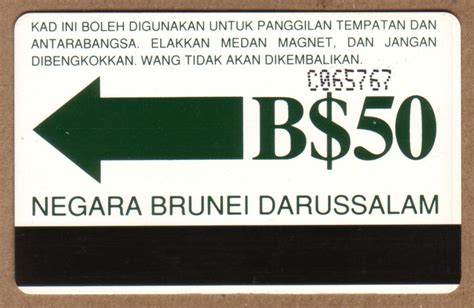 KAD INI BOLEH DIGUNAKAN UNTUK PANGGILAN TEMPATAN DAN
ANTARABANGSA. ELAKKAN MEDAN MAGNET, DAN JANGAN
DIBENGKOKKAN. WANG TIDAK AKAN DIKEMBALIKAN.
C065767
B$50
NEGARA BRUNEI DARUSSALAM